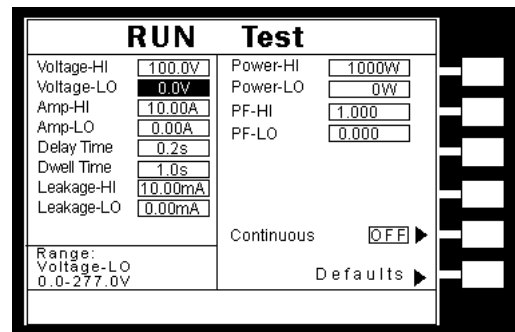 RUN Test
Voltage-HI 100.0V
Voltage-LO 0.0V
Amp-HI 10.00A
Amp-LO 0.00A
Delay Time 0.2s
Dwell Time 1.0s
Leakage-HI 10.00mA
Leakage-LO 0.00mA
Power-HI 1000W
Power-LO 0W
PF-HI 1.000
PF-LO 0.000
Continuous OFF
Defaults
Range:
Voltage-LO
0.0-277.0V